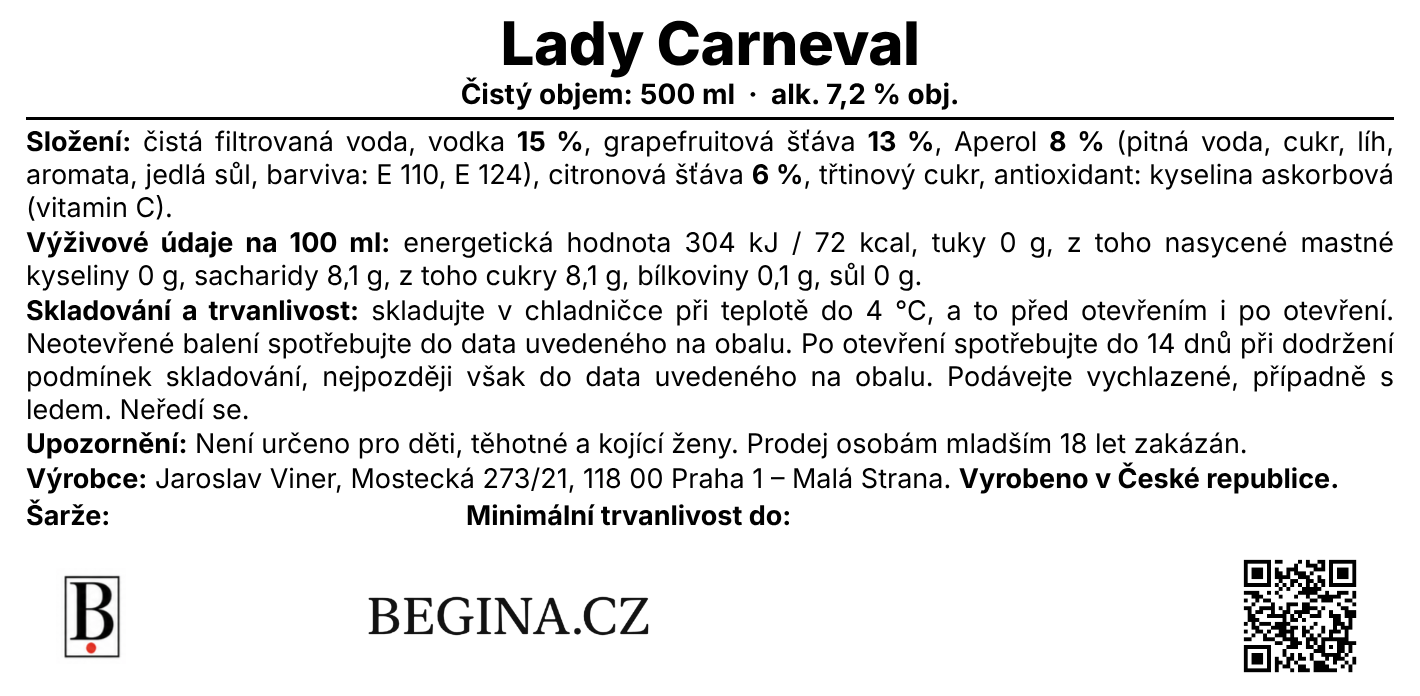 Lady Carneval
Čistý objem: 500 ml · alk. 7,2 % obj.
Složení: čistá filtrovaná voda, vodka 15 %, grapefruitová šťáva 13 %, Aperol 8 % (pitná voda, cukr, líh,
aromata, jedlá sůl, barviva: E 110, E 124), citronová šťáva 6 %, třtinový cukr, antioxidant: kyselina askorbová
(vitamin C).
Výživové údaje na 100 ml: energetická hodnota 304 kJ / 72 kcal, tuky 0 g, z toho nasycené mastné
kyseliny 0 g, sacharidy 8,1 g, z toho cukry 8,1 g, bílkoviny 0,1 g, sůl 0 g.
Skladování a trvanlivost: skladujte v chladničce při teplotě do 4 °C, a to před otevřením i po otevření.
Neotevřené balení spotřebujte do data uvedeného na obalu. Po otevření spotřebujte do 14 dnů při dodržení
podmínek skladování, nejpozději však do data uvedeného na obalu. Podávejte vychlazené, případně s
ledem. Neředí se.
Upozornění: Není určeno pro děti, těhotné a kojící ženy. Prodej osobám mladším 18 let zakázán.
Výrobce: Jaroslav Viner, Mostecká 273/21, 118 00 Praha 1 – Malá Strana. Vyrobeno v České republice.
Šarže: Minimální trvanlivost do:
B BEGINA.CZ